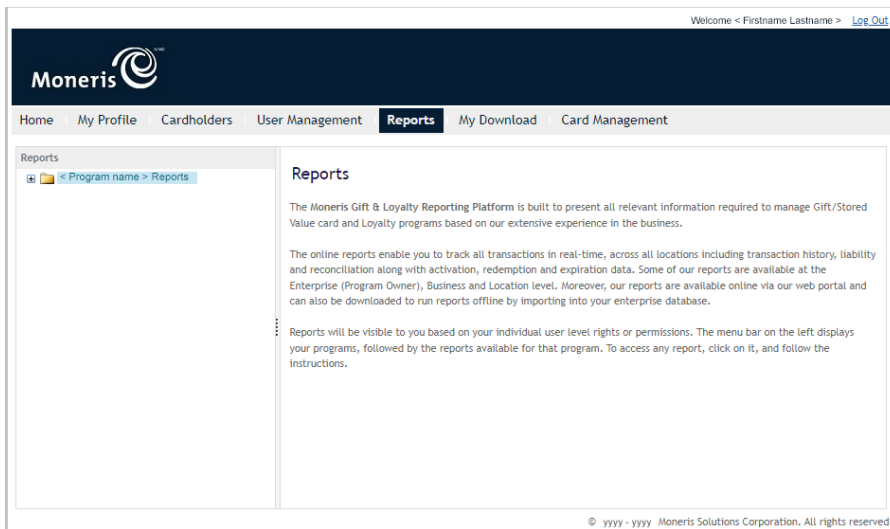 Welcome < Firstname Lastname > Log Out
Moneris
Home My Profile Cardholders User Management Reports My Download Card Management
Reports
< Program name > Reports
Reports
The Moneris Gift & Loyalty Reporting Platform is built to present all relevant information required to manage Gift/Stored
Value card and Loyalty programs based on our extensive experience in the business.
The online reports enable you to track all transactions in real-time, across all locations including transaction history, liability
and reconciliation along with activation, redemption and expiration data. Some of our reports are available at the
Enterprise (Program Owner), Business and Location level. Moreover, our reports are available online via our web portal and
can also be downloaded to run reports offline by importing into your enterprise database.
Reports will be visible to you based on your individual user level rights or permissions. The menu bar on the left displays
your programs, followed by the reports available for that program. To access any report, click on it, and follow the
instructions.
© yyyy - yyyy Moneris Solutions Corporation. All rights reserved